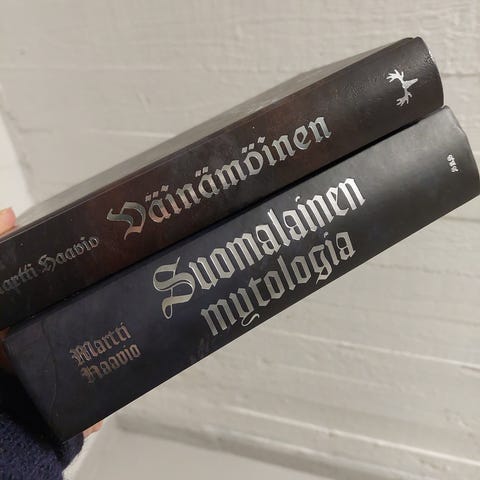 Martti Haavio
Väinämöinen
Martti
Haavio
Suomalainen
mytologia